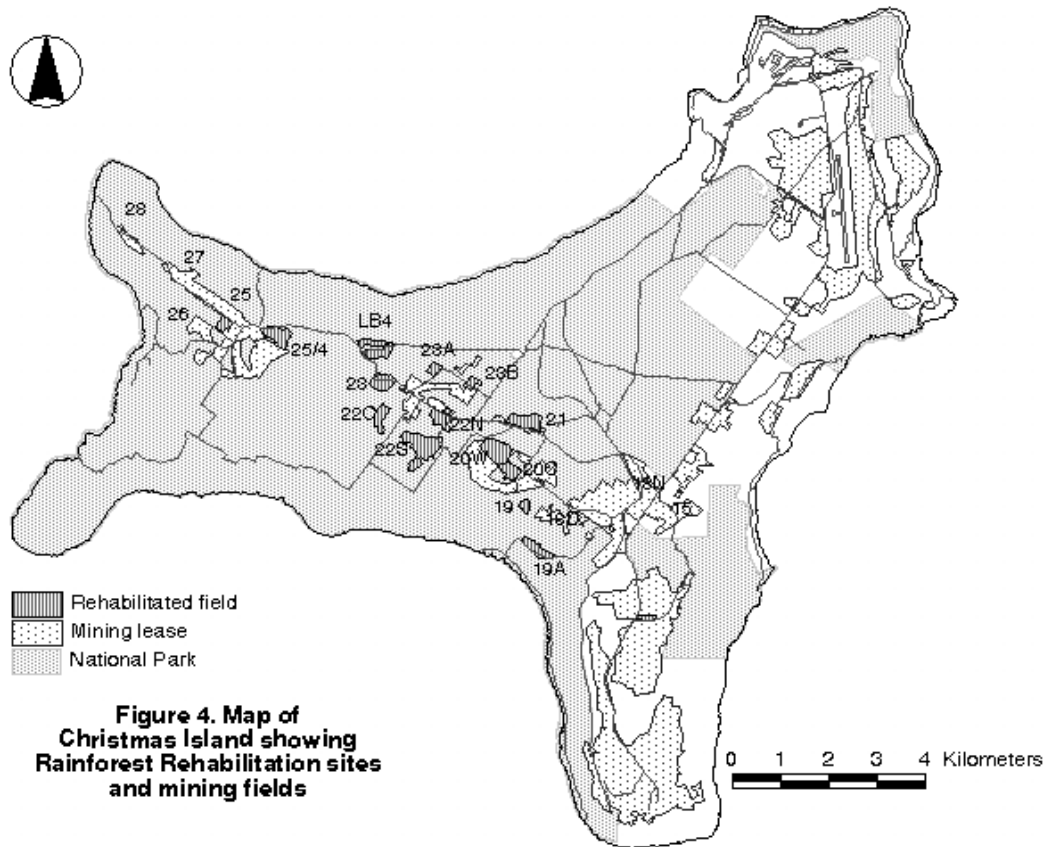 28
27
25
26
25/4
LB4
23A
23
23B
22C
22N
21
22S
20W
20C
18N
19
15
19A
Rehabilitated field
Mining lease
National Park
Figure 4. Map of
Christmas Island showing
Rainforest Rehabilitation sites
and mining fields
0 1 2 3 4 Kilometers